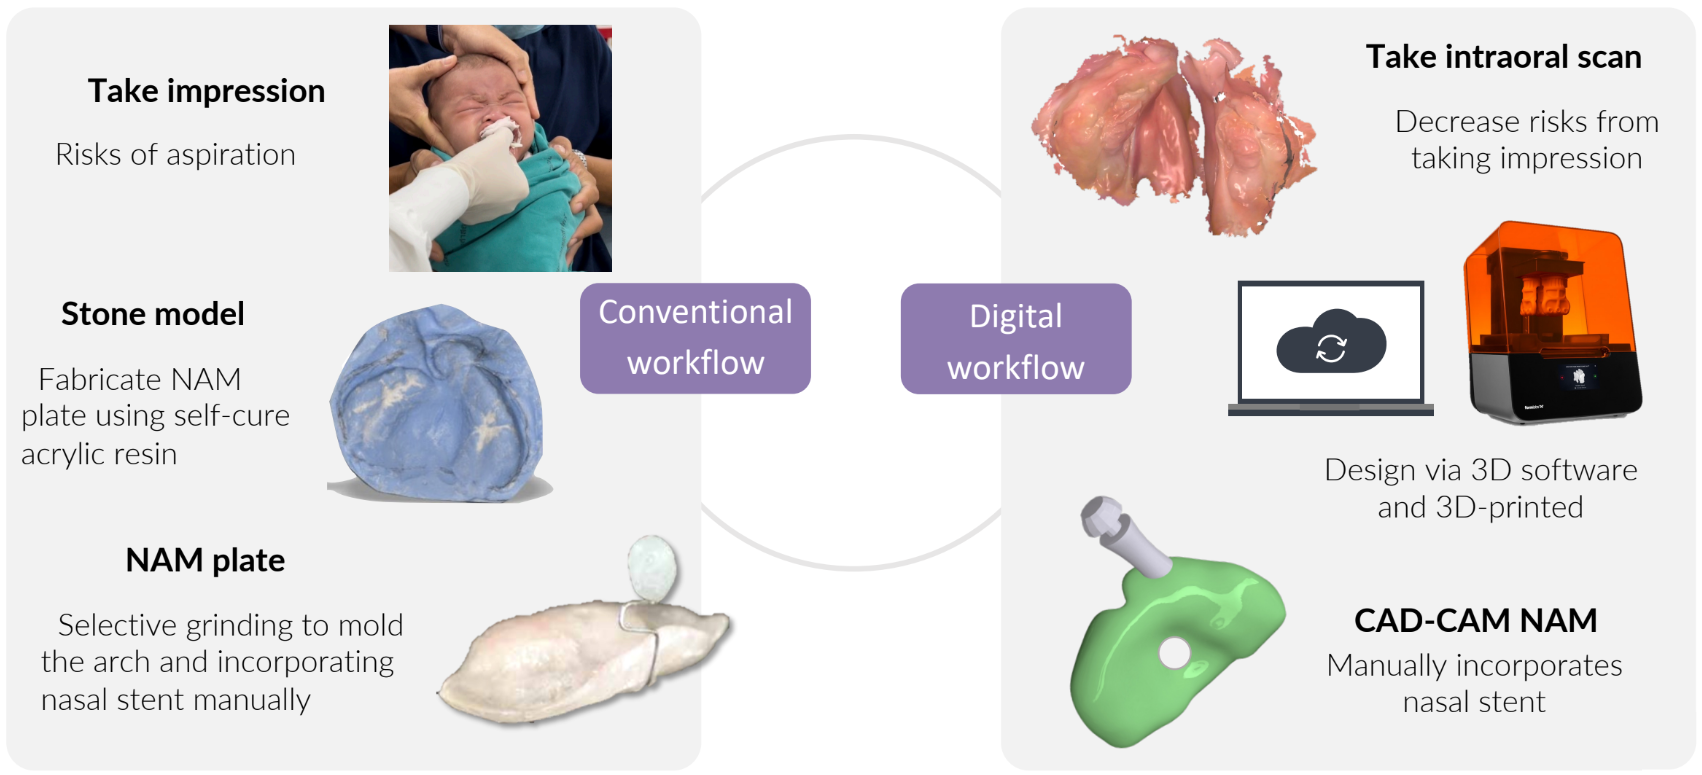 Take impression
Risks of aspiration
Stone model
Fabricate NAM
plate using self-cure
acrylic resin
NAM plate
Selective grinding to mold
the arch and incorporating
nasal stent manually
Conventional
workflow
Digital
workflow
Take intraoral scan
Decrease risks from
taking impression
Design via 3D software
and 3D-printed
CAD-CAM NAM
Manually incorporates
nasal stent